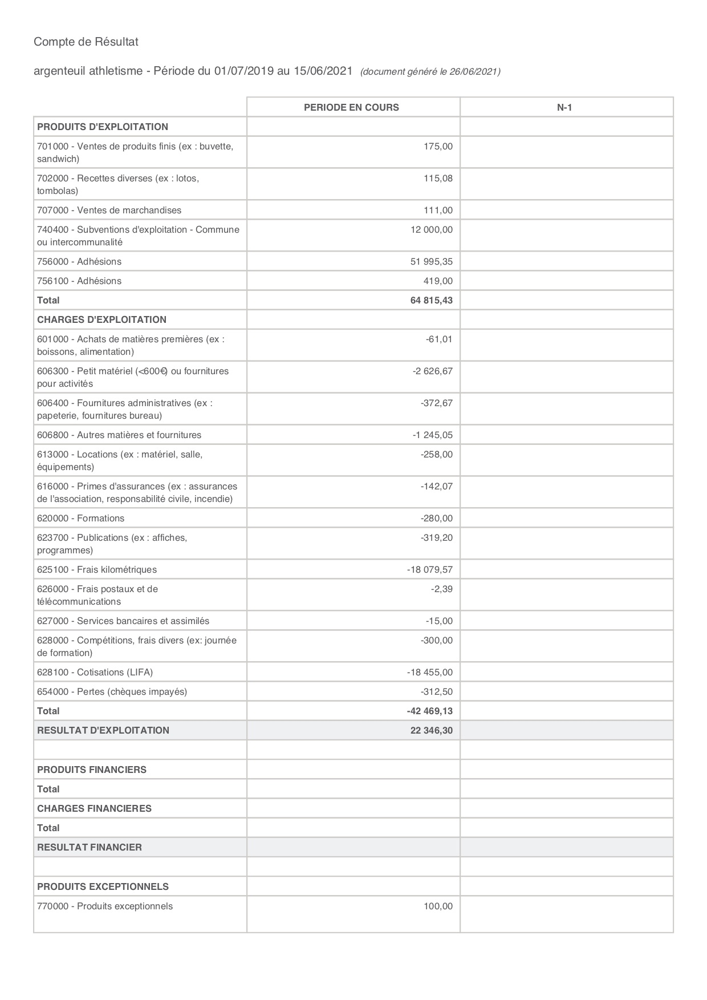 Compte de Résultat
argenteuil athletisme - Période du 01/07/2019 au 15/06/2021 (document généré le 26/06/2021)
PERIODE EN COURS N-1
PRODUITS D'EXPLOITATION
701000 - Ventes de produits finis (ex : buvette, 175,00
sandwich)
702000 - Recettes diverses (ex : lotos, 115,08
tombolas)
707000 - Ventes de marchandises 111,00
740400 - Subventions d'exploitation - Commune 12 000,00
ou intercommunalité
756000 - Adhésions 51 995,35
756100 - Adhésions 419,00
Total 64 815,43
CHARGES D'EXPLOITATION
601000 - Achats de matières premières (ex : -61,01
boissons, alimentation)
606300 - Petit matériel (<600€) ou fournitures -2 626,67
pour activités
606400 - Fournitures administratives (ex : -372,67
papeterie, fournitures bureau)
606800 - Autres matières et fournitures -1 245,05
613000 - Locations (ex : matériel, salle, -258,00
équipements)
616000 - Primes d'assurances (ex : assurances -142,07
de l'association, responsabilité civile, incendie)
620000 - Formations -280,00
623700 - Publications (ex : affiches, -319,20
programmes)
625100 - Frais kilométriques -18 079,57
626000 - Frais postaux et de -2,39
télécommunications
627000 - Services bancaires et assimilés -15,00
628000 - Compétitions, frais divers (ex: journée -300,00
de formation)
628100 - Cotisations (LIFA) -18 455,00
654000 - Pertes (chèques impayés) -312,50
Total -42 469,13
RESULTAT D'EXPLOITATION 22 346,30
PRODUITS FINANCIERS
Total
CHARGES FINANCIERES
Total
RESULTAT FINANCIER
PRODUITS EXCEPTIONNELS
770000 - Produits exceptionnels 100,00